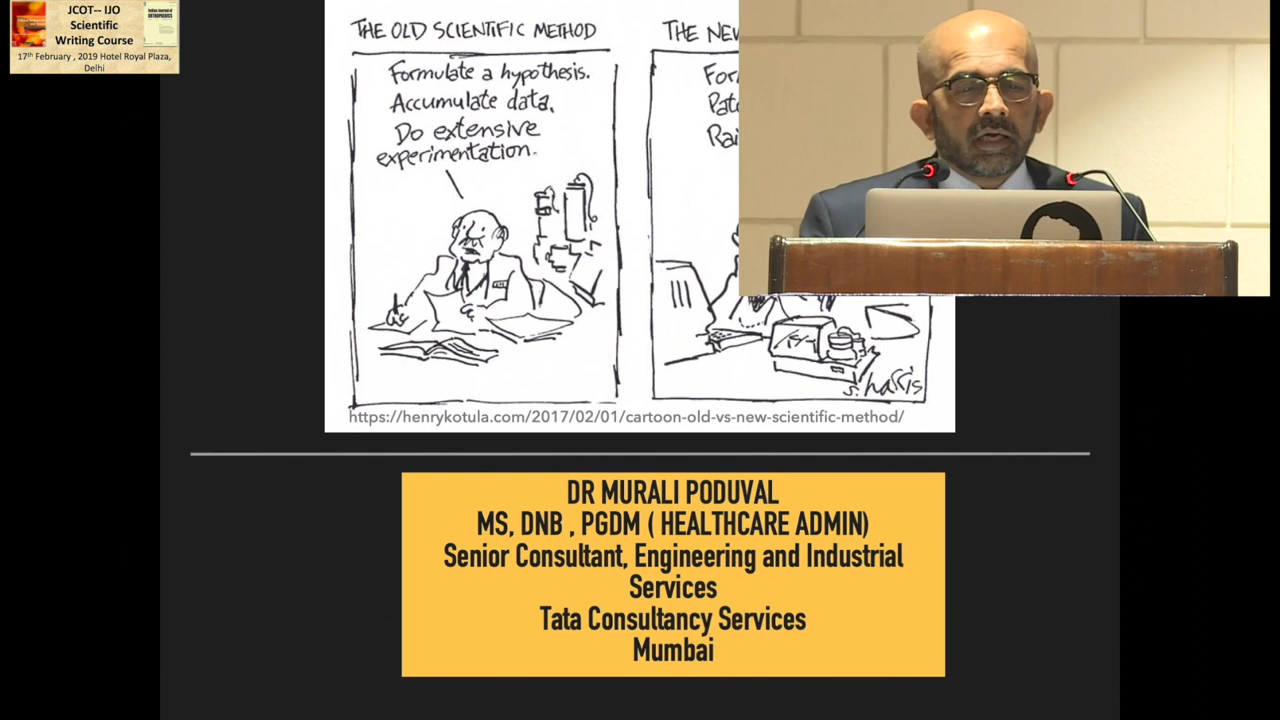 JCOT-- IJO
Scientific
Writing Course
17th February , 2019 Hotel Royal Plaza,
Delhi
THE OLD SCIENTIFIC METHOD
Formulate a hypothesis.
Accumulate data.
Do extensive
experimentation.
THE NEW
s. harris
https://henrykotula.com/2017/02/01/cartoon-old-vs-new-scientific-method/
DR MURALI PODUVAL
MS, DNB , PGDM ( HEALTHCARE ADMIN)
Senior Consultant, Engineering and Industrial
Services
Tata Consultancy Services
Mumbai